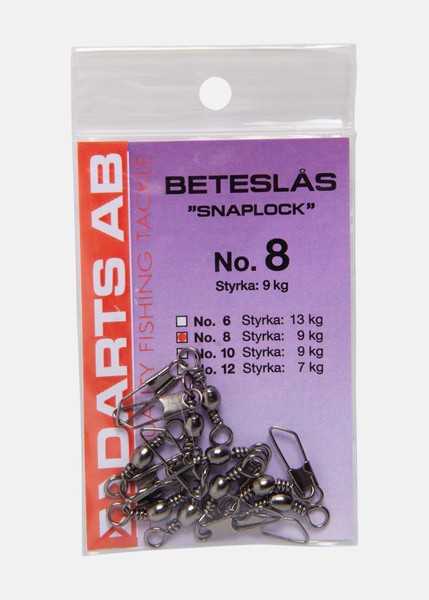 DARTS AB
QUALITY FISHING TACKLE
BETESLÅS
"SNAPLOCK"
No. 8
Styrka: 9 kg
No. 6 Styrka: 13 kg
No. 8 Styrka: 9 kg
No. 10 Styrka: 9 kg
No. 12 Styrka: 7 kg